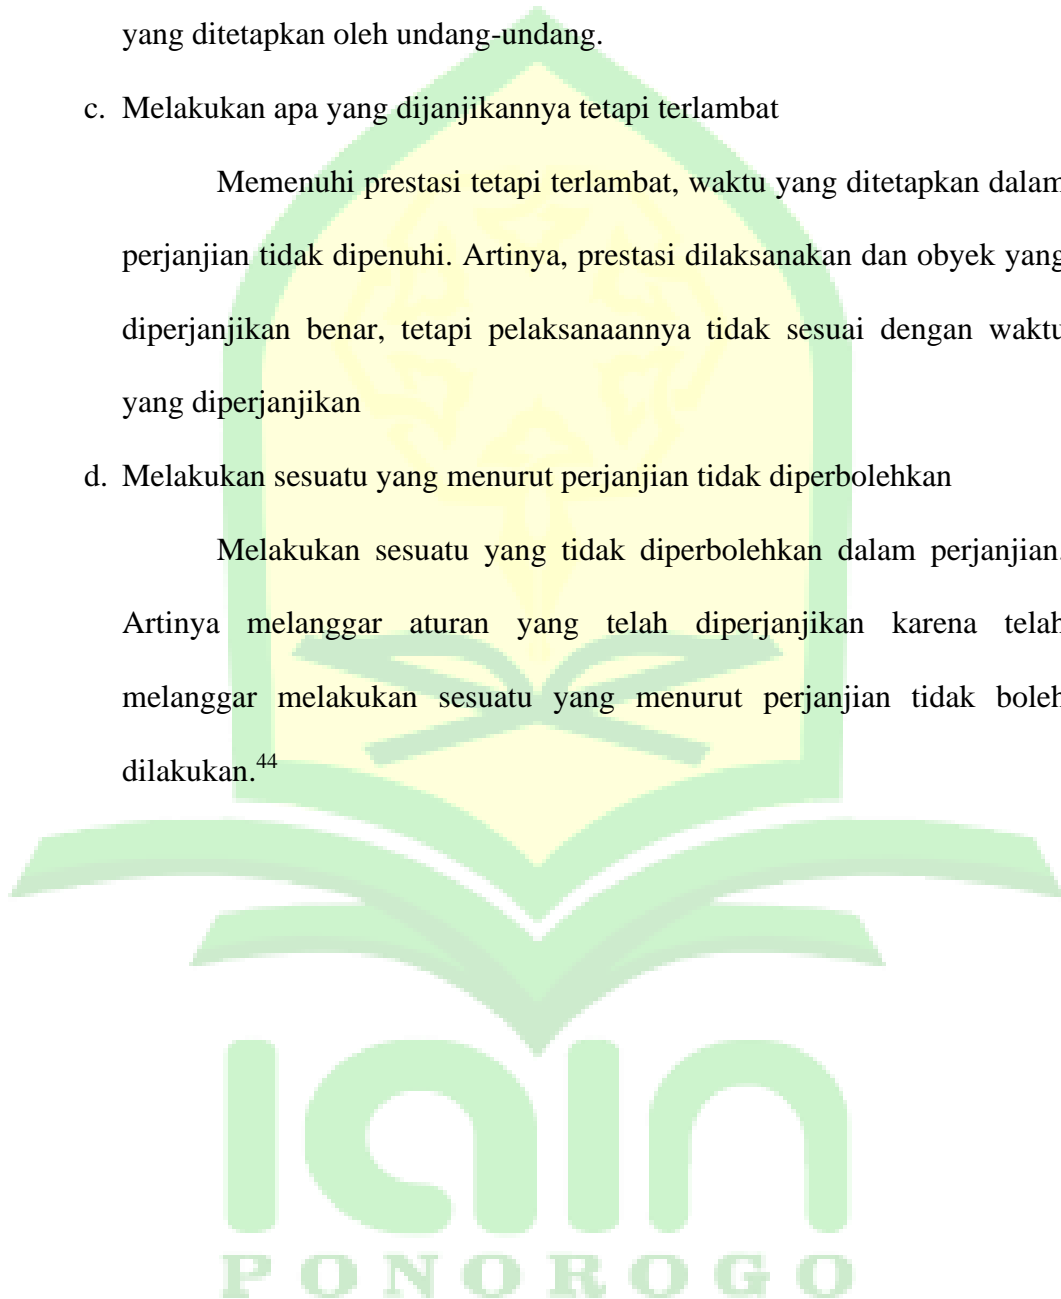 yang ditetapkan oleh undang-undang.
c. Melakukan apa yang dijanjikannya tetapi terlambat
Memenuhi prestasi tetapi terlambat, waktu yang ditetapkan dalam
perjanjian tidak dipenuhi. Artinya, prestasi dilaksanakan dan obyek yang
diperjanjikan benar, tetapi pelaksanaannya tidak sesuai dengan waktu
yang diperjanjikan
d. Melakukan sesuatu yang menurut perjanjian tidak diperbolehkan
Melakukan sesuatu yang tidak diperbolehkan dalam perjanjian.
Artinya melanggar aturan yang telah diperjanjikan karena telah
melanggar melakukan sesuatu yang menurut perjanjian tidak boleh
dilakukan.44
iain
PONOROGO